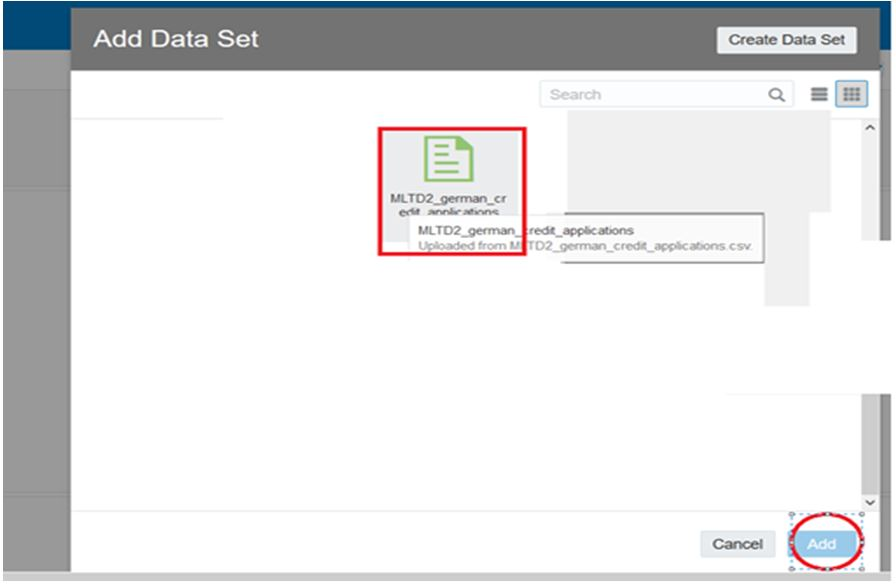 Add Data Set
Create Data Set
Search
MLTD2_german_cr
edit_applications
MLTD2_german_credit_applications
Uploaded from MLTD2_german_credit_applications.csv.
Cancel
Add